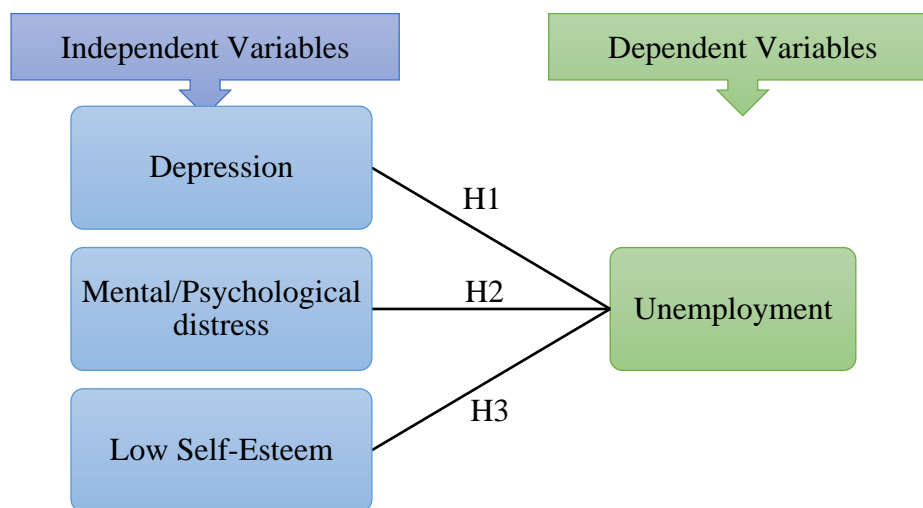 Independent Variables
Dependent Variables
Depression
H1
Mental/Psychological
distress
H2
Unemployment
H3
Low Self-Esteem